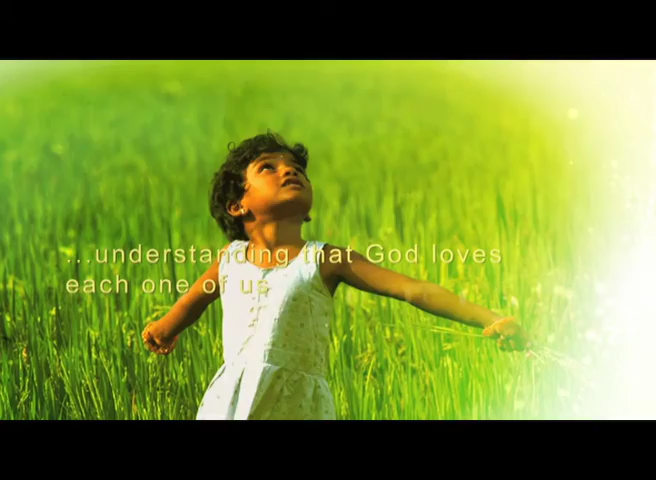 ...understanding that God loves
each one of us